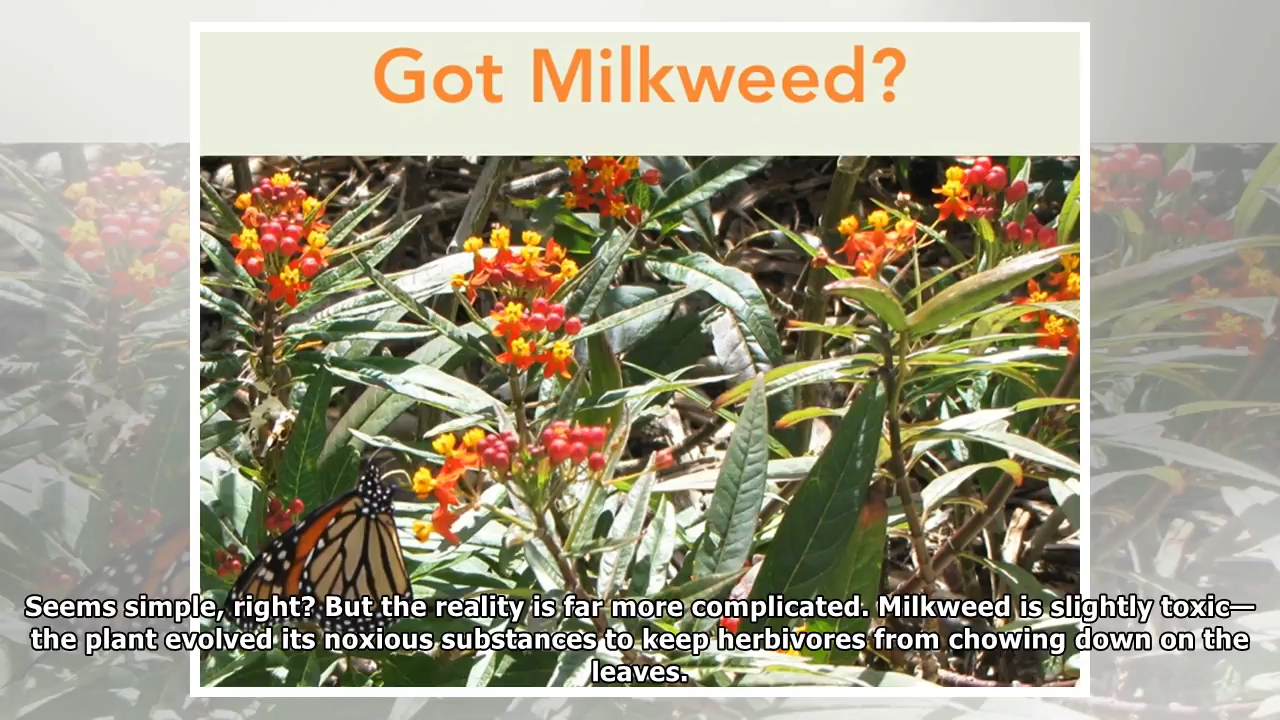 Got Milkweed?
Seems simple, right? But the reality is far more complicated. Milkweed is slightly toxic—
the plant evolved its noxious substances to keep herbivores from chowing down on the
leaves.